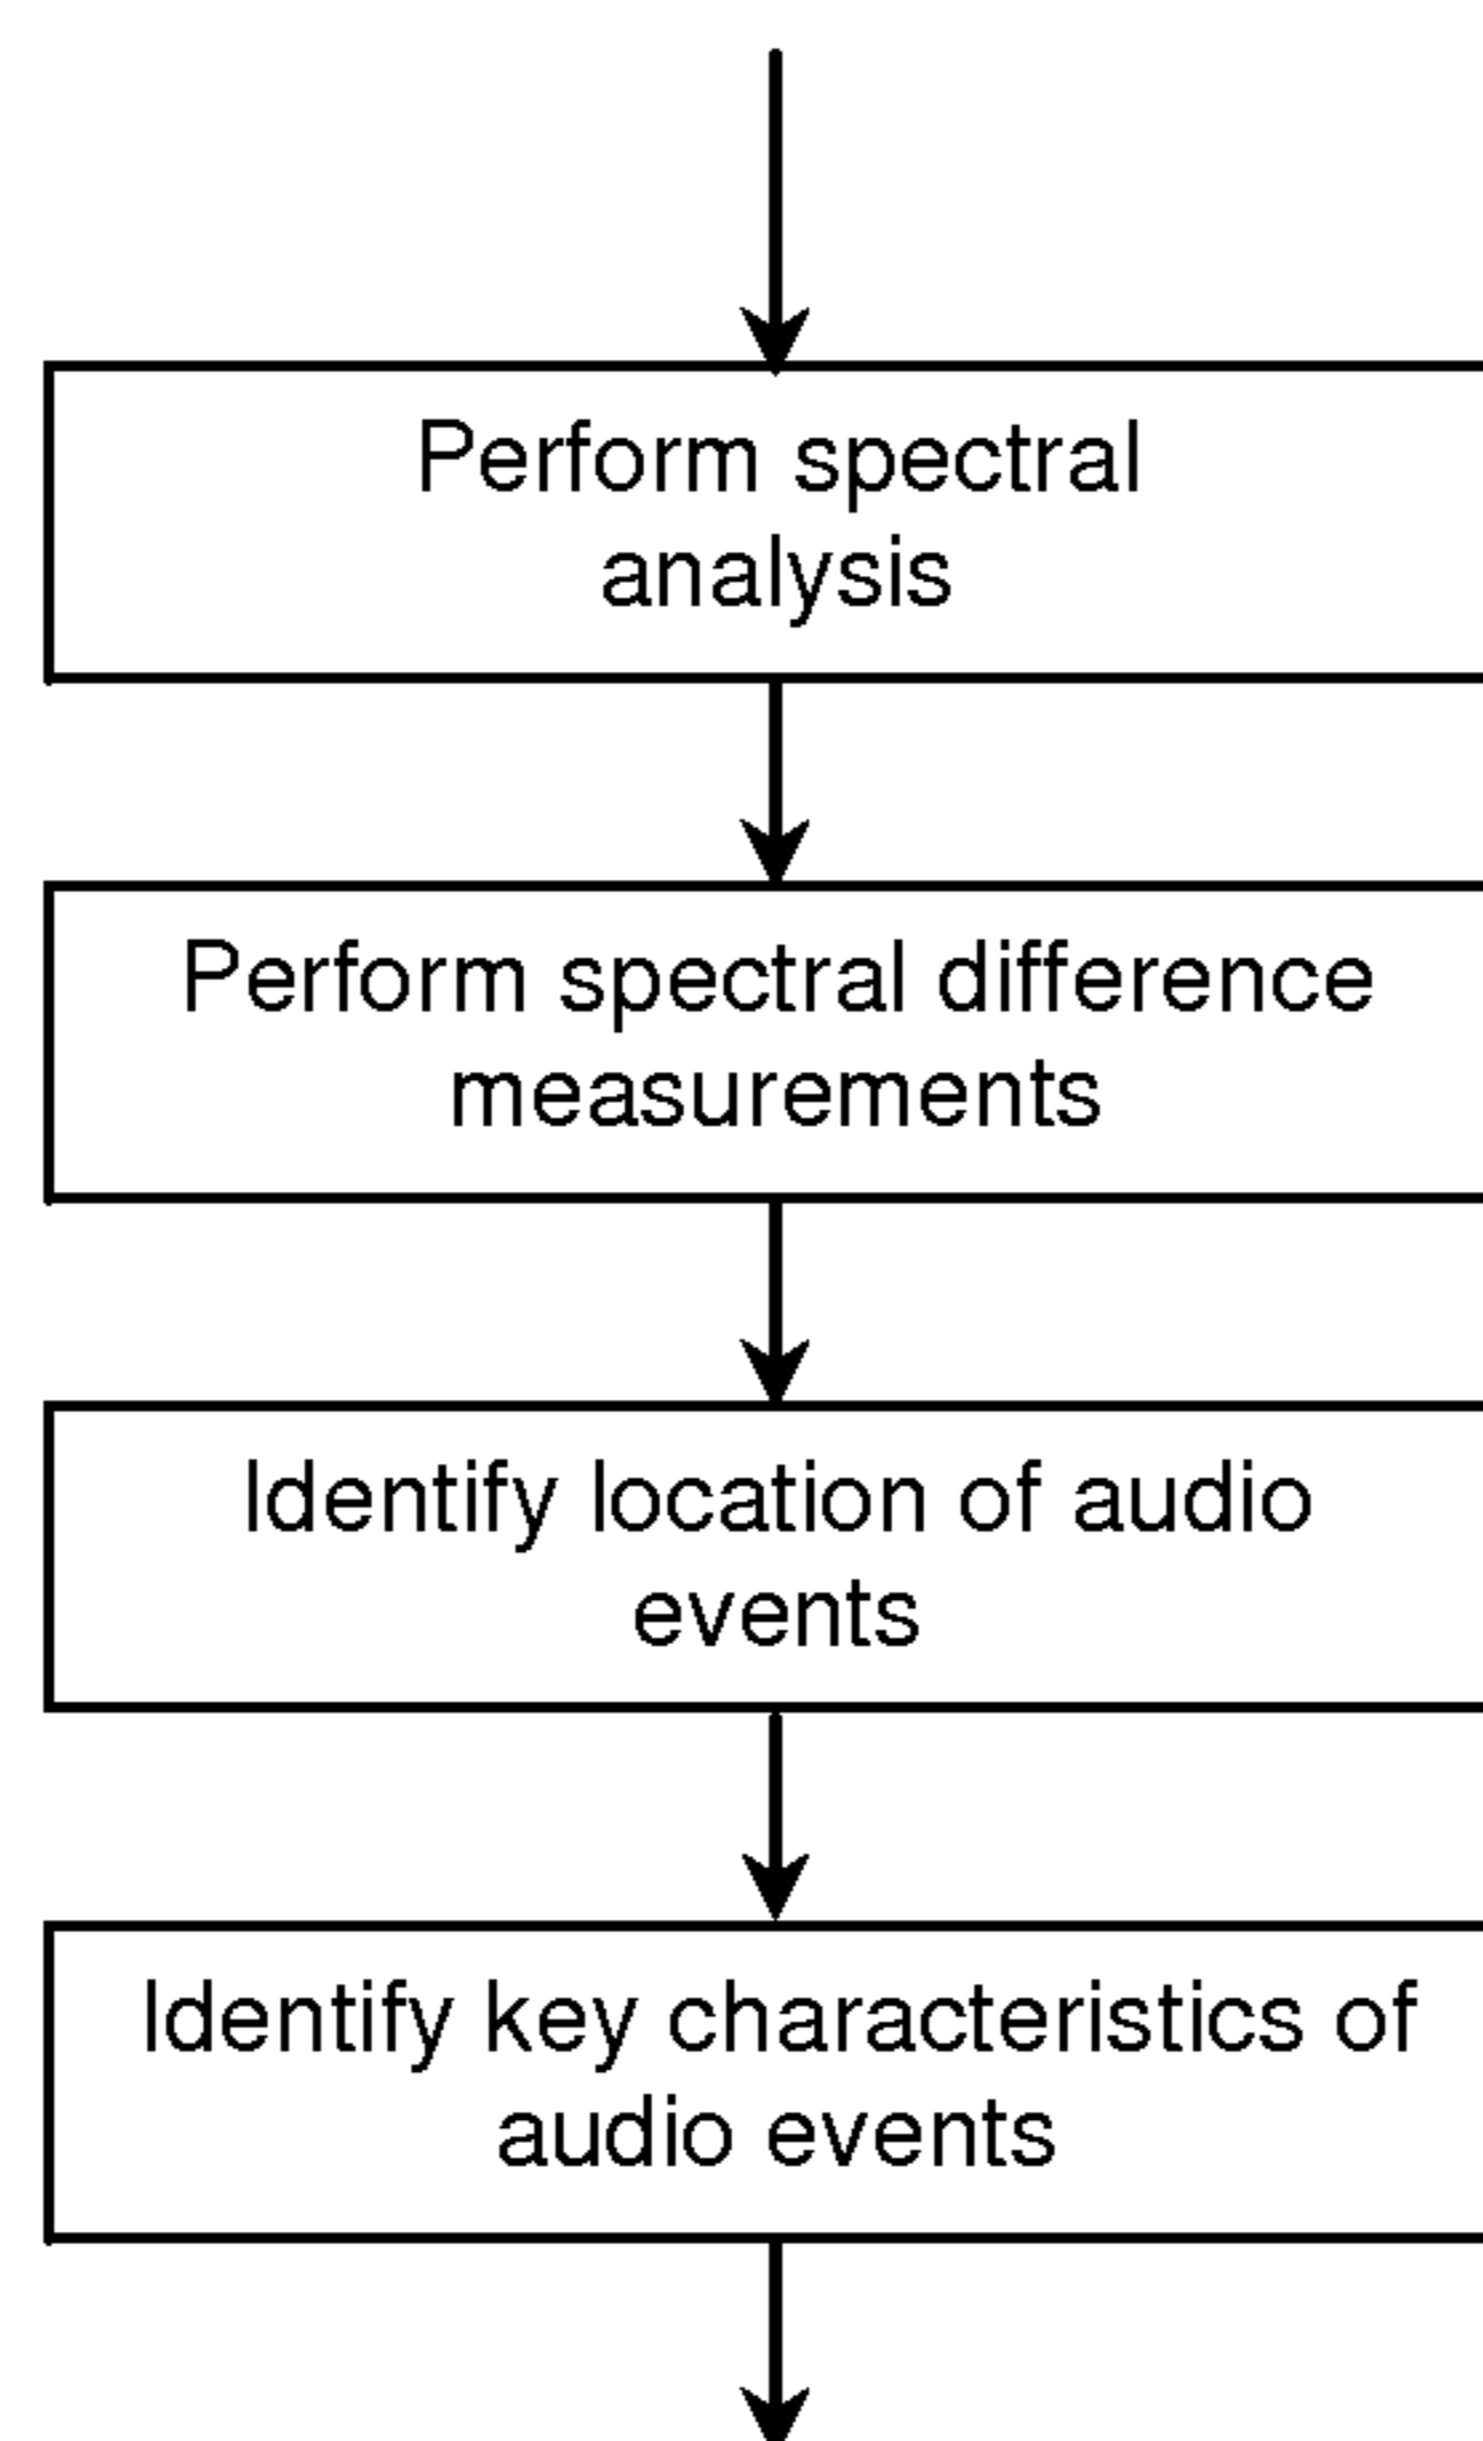 Perform spectral
analysis
Perform spectral difference
measurements
Identify location of audio
events
Identify key characteristics of
audio events